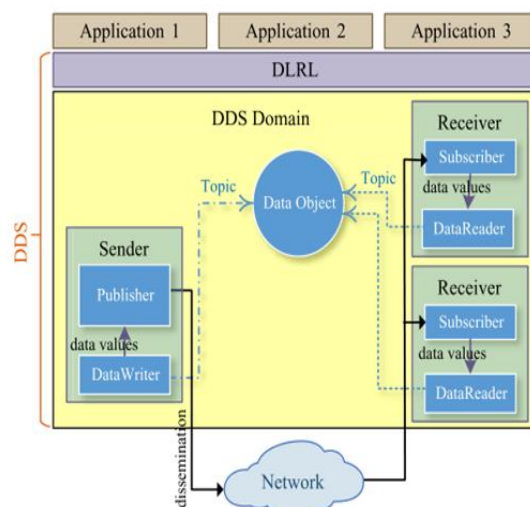 Application 1
Application 2
Application 3
DLRL
DDS
DDS Domain
Topic
Data Object
Topic
Sender
Publisher
data values
DataWriter
Receiver
Subscriber
data values
DataReader
Receiver
Subscriber
data values
DataReader
dissemination
Network